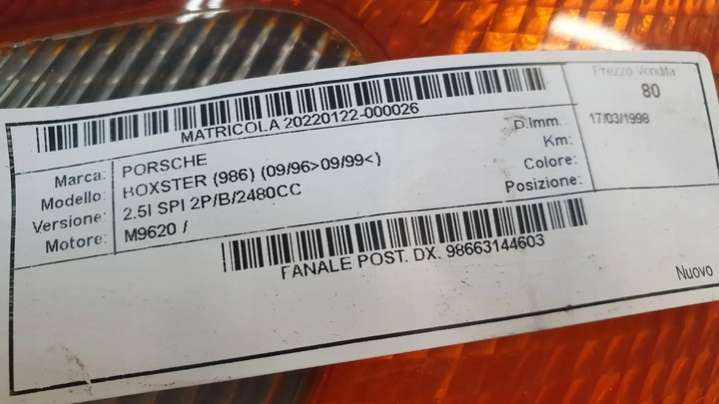 Prezzo Vendita
80
MATRICOLA 20220122-000026
Marca: PORSCHE
Modello: BOXSTER (986) (09/96>09/99<)
Versione: 2.5I SPI 2P/B/2480CC
Motore: M9620 /
D.Imm.: 17/03/1998
Km:
Colore:
Posizione:
FANALE POST. DX. 98663144603
Nuovo